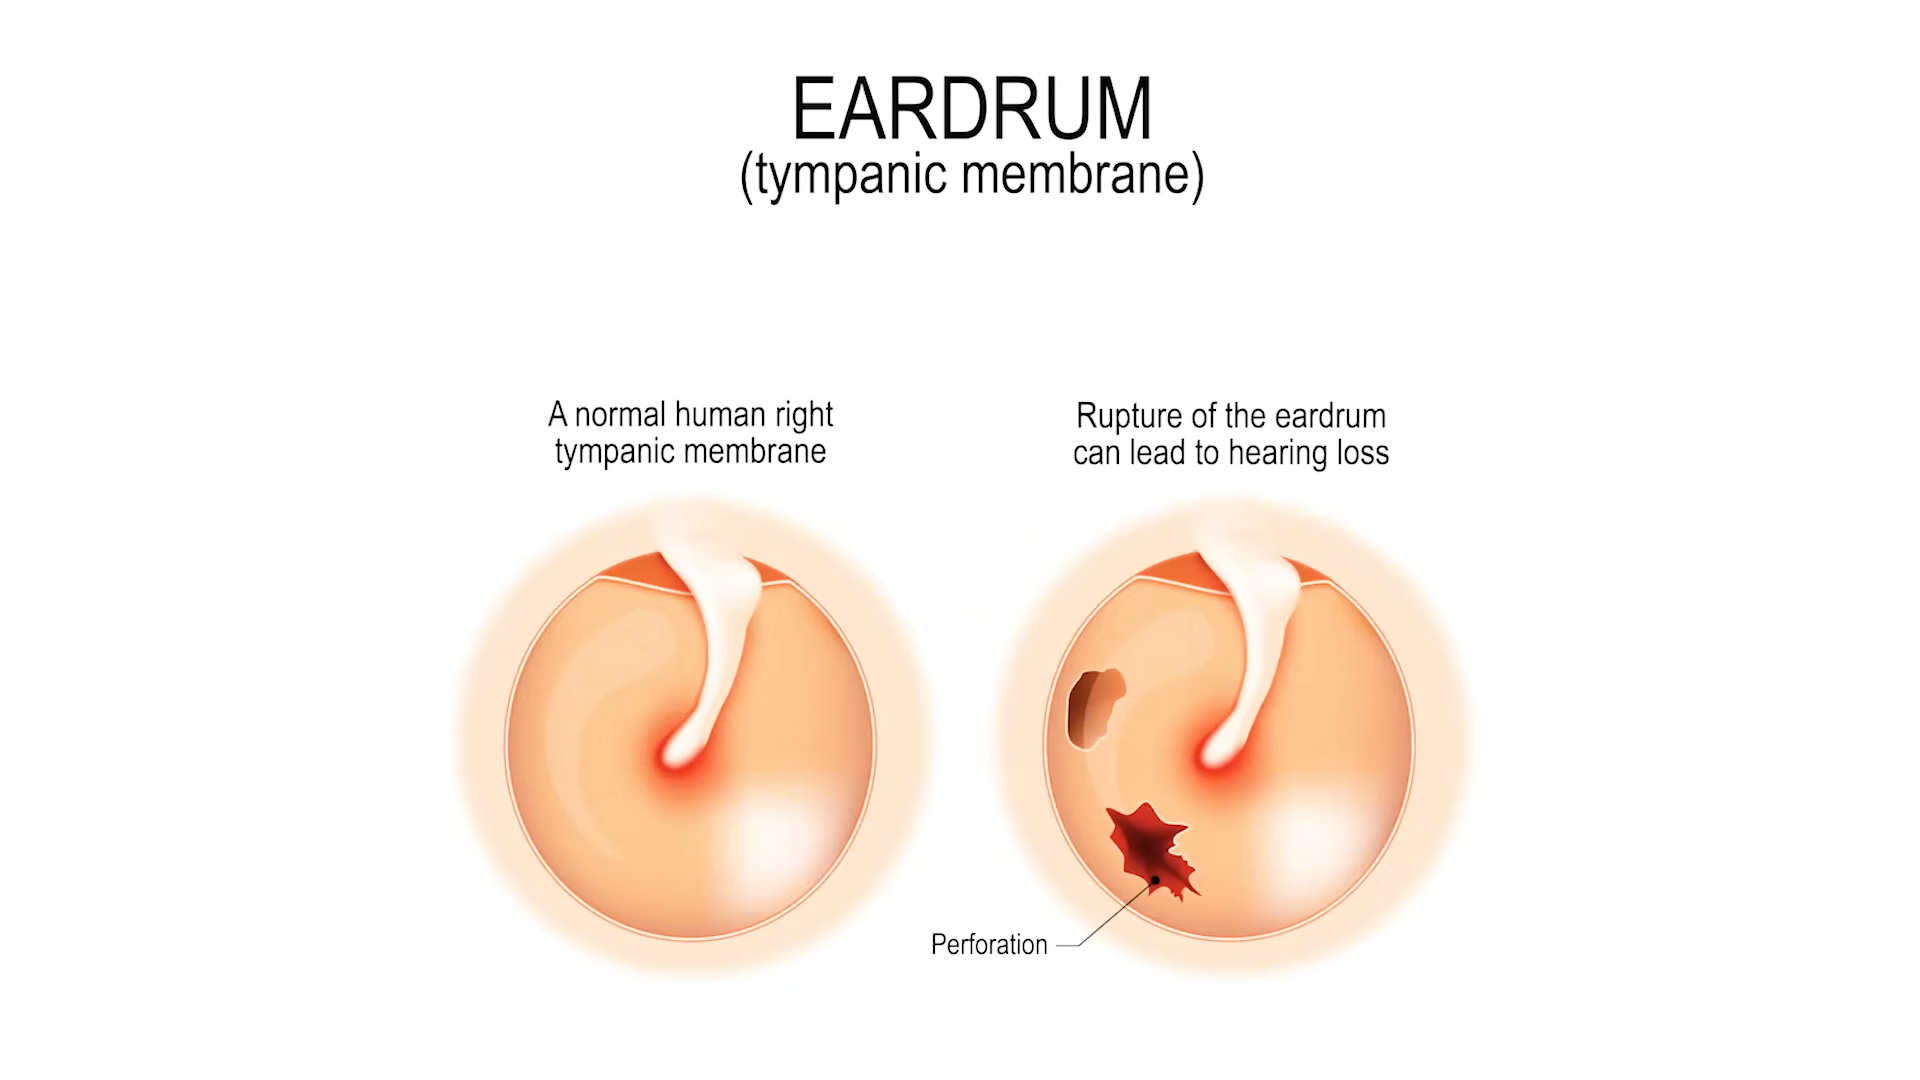 EARDRUM
(tympanic membrane)
A normal human right
tympanic membrane
Rupture of the eardrum
can lead to hearing loss
Perforation